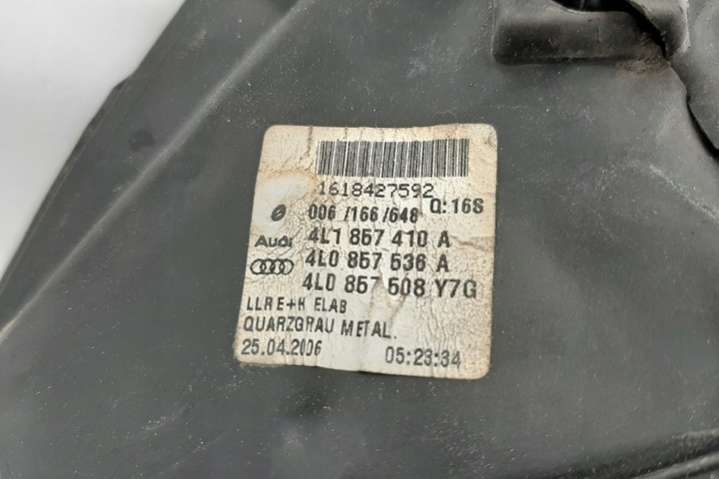 1618427592
006 /166 /648 Q:16S
Audi 4L1 857 410 A
4L0 857 536 A
4L0 857 508 Y7G
LLR E+K ELAB
QUARZGRAU METAL.
25.04.2006 05:23:34